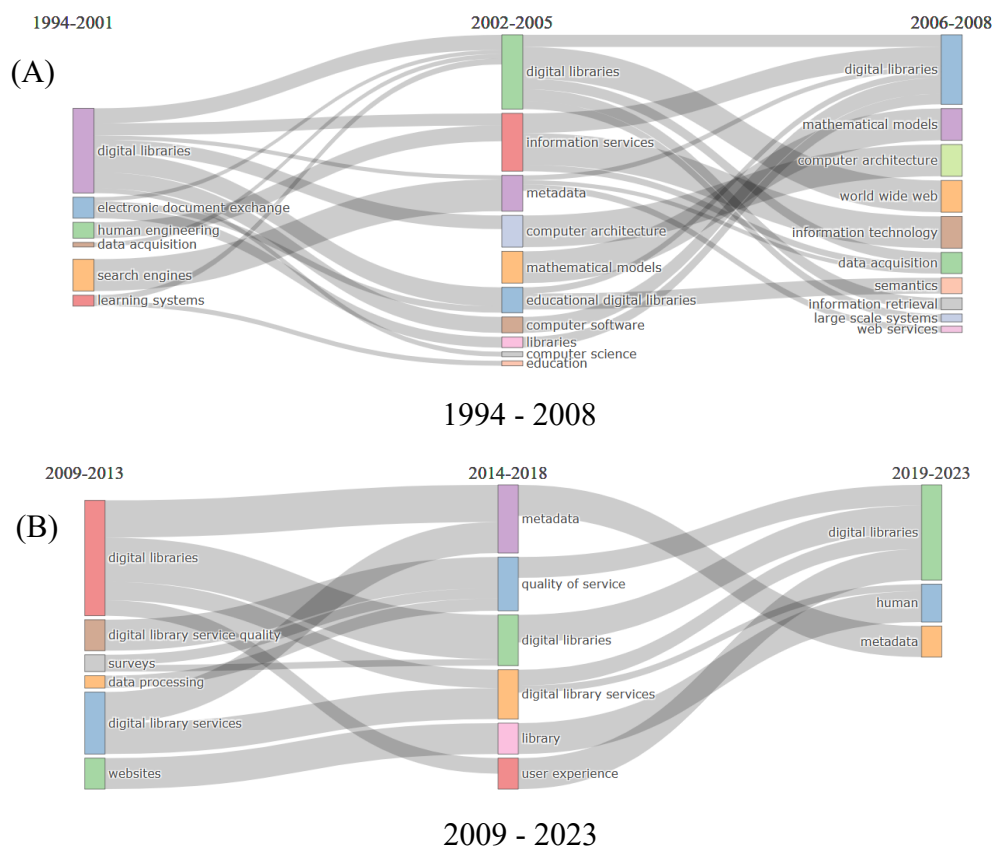 1994-2001
2002-2005
2006-2008
(A)
digital libraries
electronic document exchange
human engineering
data acquisition
search engines
learning systems
digital libraries
information services
metadata
computer architecture
mathematical models
educational digital libraries
computer software
libraries
computer science
education
digital libraries
mathematical models
computer architecture
world wide web
information technology
data acquisition
semantics
information retrieval
large scale systems
web services
1994 - 2008
2009-2013
2014-2018
2019-2023
(B)
digital libraries
digital library service quality
surveys
data processing
digital library services
websites
metadata
quality of service
digital libraries
digital library services
library
user experience
digital libraries
human
metadata
2009 - 2023